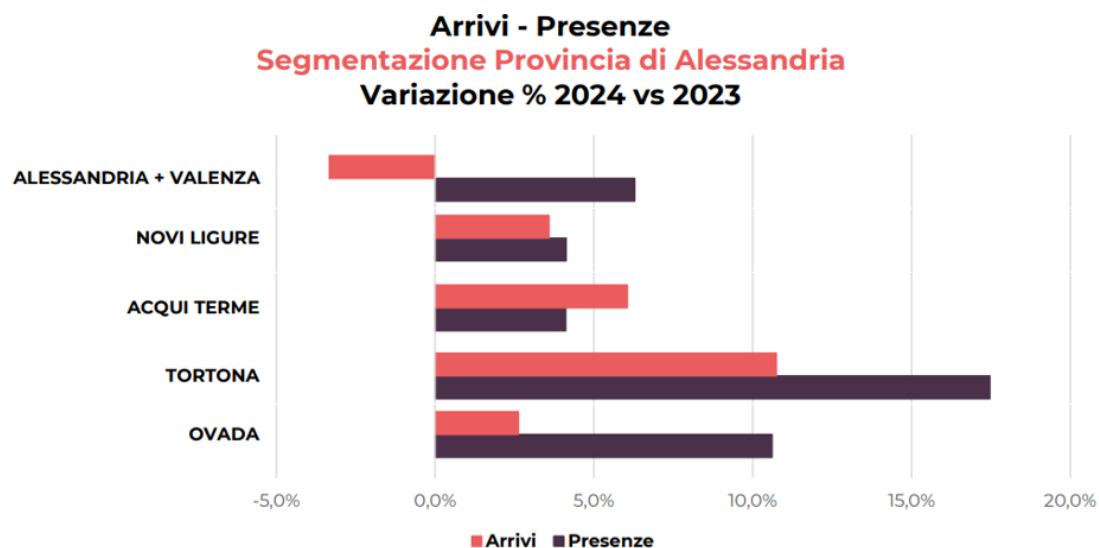 Arrivi - Presenze
Segmentazione Provincia di Alessandria
Variazione % 2024 vs 2023
ALESSANDRIA + VALENZA
NOVI LIGURE
ACQUI TERME
TORTONA
OVADA
-5,0% 0,0% 5,0% 10,0% 15,0% 20,0%
Arrivi Presenze